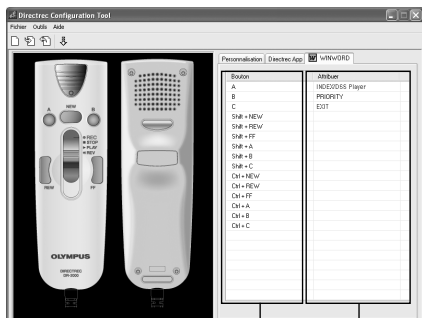 Directrec Configuration Tool
Fichier Outils Aide
Personnalisation Directrec App WINWORD
Bouton Attribuer
A INDEX/DSS Player
B PRIORITY
C EXIT
Shift + NEW
Shift + REW
Shift + FF
Shift + A
Shift + B
Shift + C
Ctrl + NEW
Ctrl + REW
Ctrl + FF
Ctrl + A
Ctrl + B
Ctrl + C
A NEW B
REC
STOP
PLAY
REV
REW FF
OLYMPUS
DIRECTREC
DR-2000